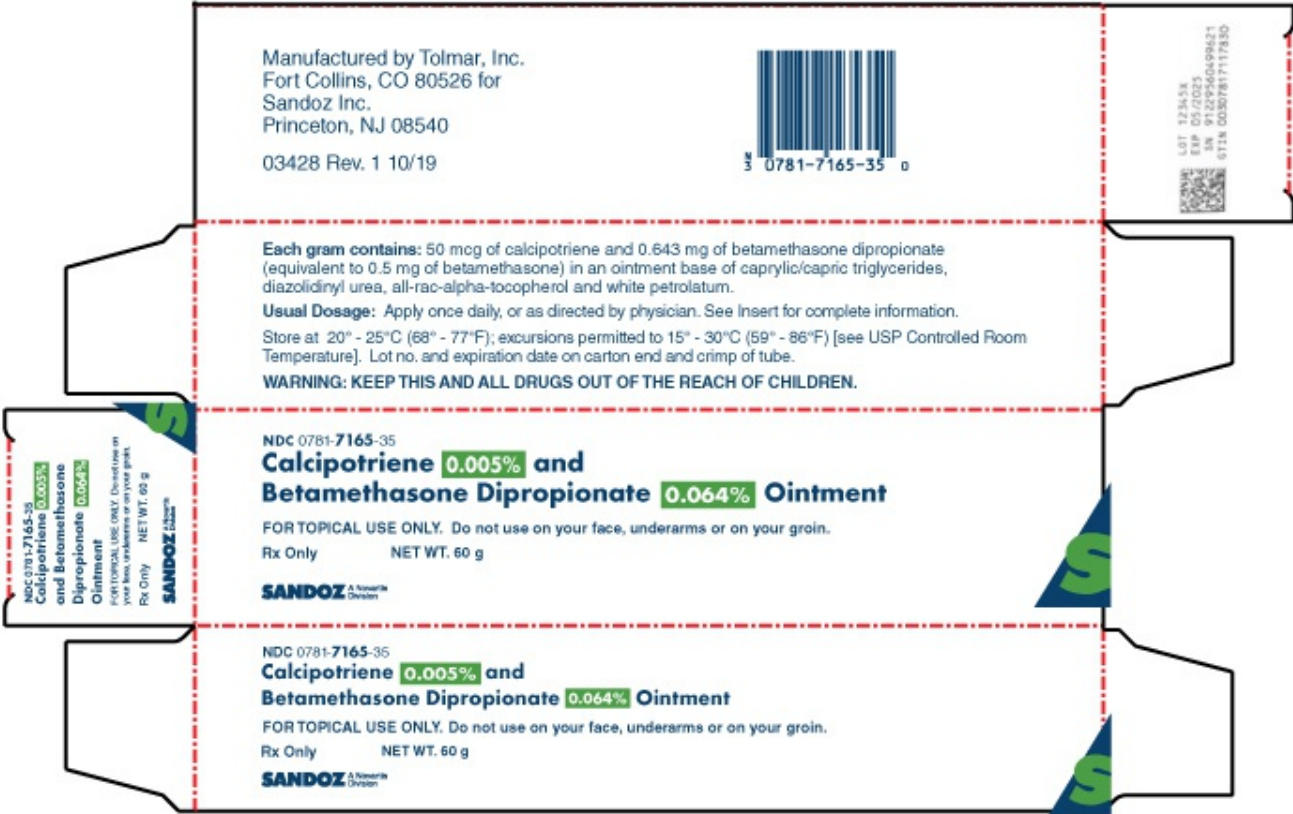 Manufactured by Tolmar, Inc.
Fort Collins, CO 80526 for
Sandoz Inc.
Princeton, NJ 08540
03428 Rev. 1 10/19
3 0781-7165-35 0
LOT 12345X
EXP 05/2025
SN 91229560499621
GTIN 00307817117830
Each gram contains: 50 mcg of calcipotriene and 0.643 mg of betamethasone dipropionate
(equivalent to 0.5 mg of betamethasone) in an ointment base of caprylic/capric triglycerides,
diazolidinyl urea, all-rac-alpha-tocopherol and white petrolatum.
Usual Dosage: Apply once daily, or as directed by physician. See Insert for complete information.
Store at 20° - 25°C (68° - 77°F); excursions permitted to 15° - 30°C (59° - 86°F) [see USP Controlled Room
Temperature]. Lot no. and expiration date on carton end and crimp of tube.
WARNING: KEEP THIS AND ALL DRUGS OUT OF THE REACH OF CHILDREN.
NDC 0781-7165-35
Calcipotriene 0.005%
and Betamethasone
Dipropionate 0.064%
Ointment
FOR TOPICAL USE ONLY. Do not use on
your face, underarms or on your groin.
Rx Only NET WT. 60 g
SANDOZ A Novartis
Division
S
NDC 0781-7165-35
Calcipotriene 0.005% and
Betamethasone Dipropionate 0.064% Ointment
FOR TOPICAL USE ONLY. Do not use on your face, underarms or on your groin.
Rx Only NET WT. 60 g
SANDOZ A Novartis
Division
S
NDC 0781-7165-35
Calcipotriene 0.005% and
Betamethasone Dipropionate 0.064% Ointment
FOR TOPICAL USE ONLY. Do not use on your face, underarms or on your groin.
Rx Only NET WT. 60 g
SANDOZ A Novartis
Division
S